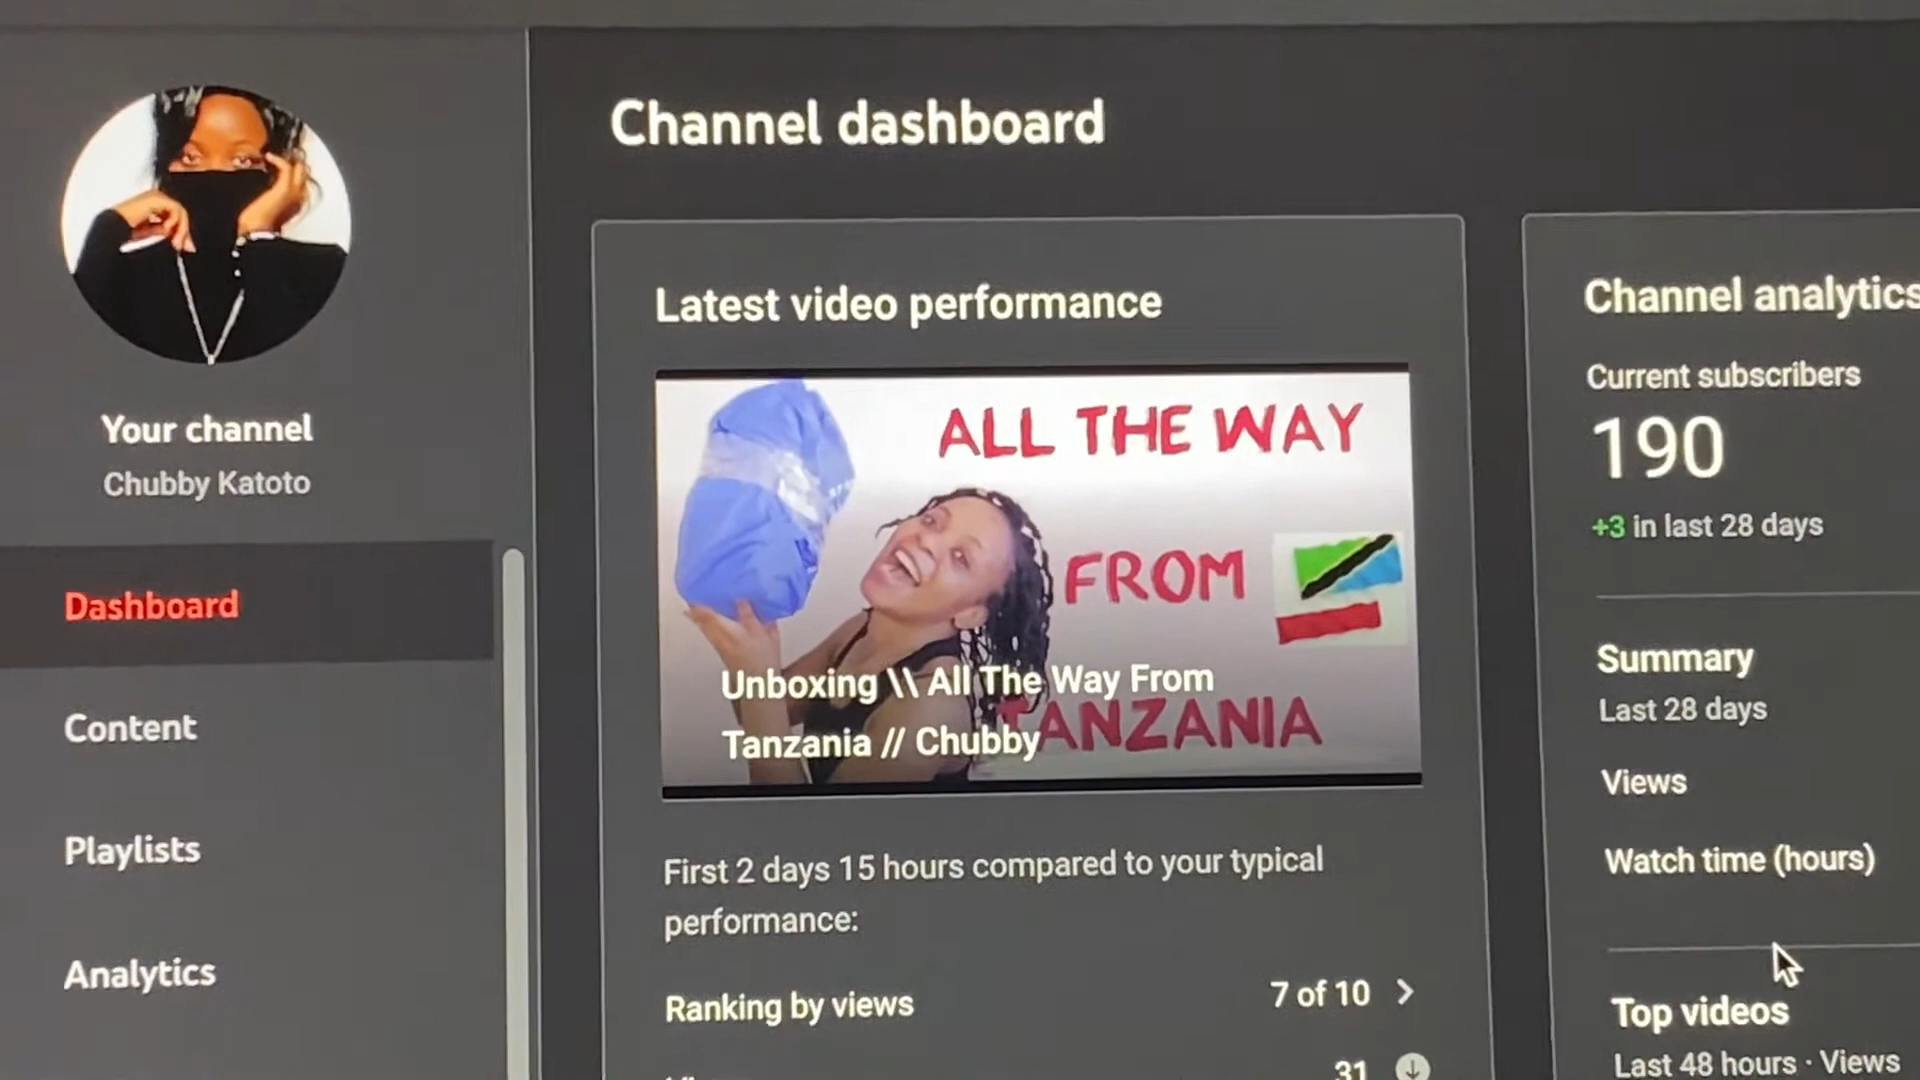 Your channel
Chubby Katoto
Dashboard
Content
Playlists
Analytics
Channel dashboard
Latest video performance
ALL THE WAY
FROM
TANZANIA
Unboxing \\ All The Way From
Tanzania // Chubby
First 2 days 15 hours compared to your typical
performance:
Ranking by views
7 of 10
31
Channel analytics
Current subscribers
190
+3 in last 28 days
Summary
Last 28 days
Views
Watch time (hours)
Top videos
Last 48 hours · Views